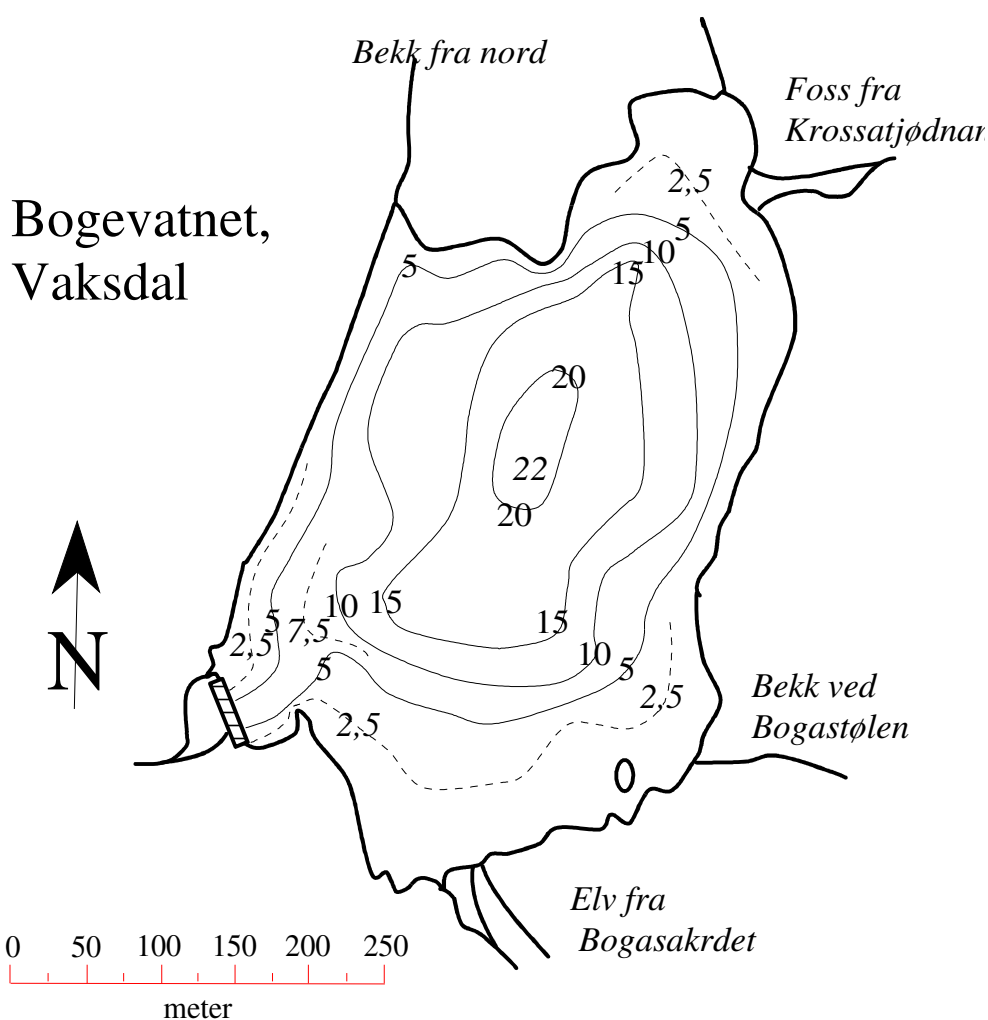 Bekk fra nord
Foss fra
Krossatjødnan
Bogevatnet,
Vaksdal
2,5
5
10
15
5
20
22
20
10
15
5
7,5
2,5
15
10
5
5
2,5
2,5
N
Bekk ved
Bogastølen
Elv fra
Bogasakrdet
0 50 100 150 200 250
meter